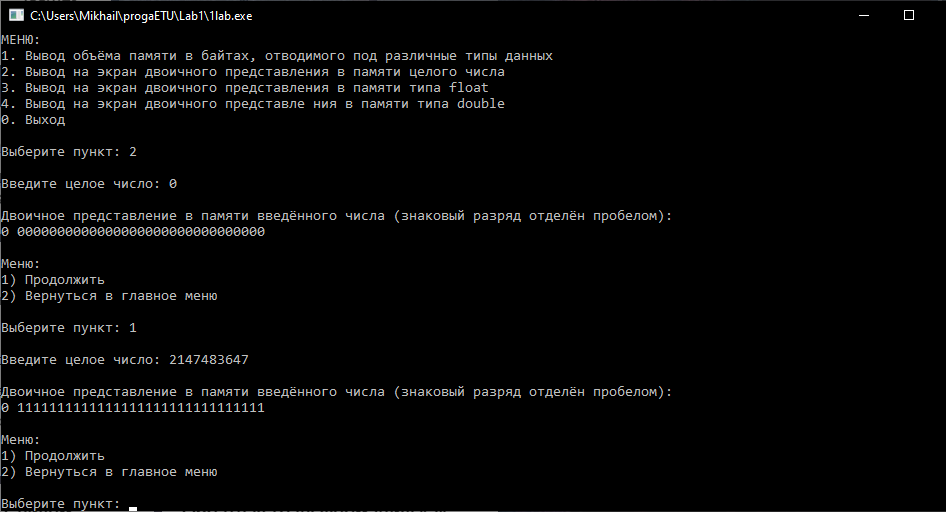 C:\Users\Mikhail\progaETU\Lab1\1lab.exe
МЕНЮ:
1. Вывод объёма памяти в байтах, отводимого под различные типы данных
2. Вывод на экран двоичного представления в памяти целого числа
3. Вывод на экран двоичного представления в памяти типа float
4. Вывод на экран двоичного представле ния в памяти типа double
0. Выход
Выберите пункт: 2
Введите целое число: 0
Двоичное представление в памяти введённого числа (знаковый разряд отделён пробелом):
0 0000000000000000000000000000000
Меню:
1) Продолжить
2) Вернуться в главное меню
Выберите пункт: 1
Введите целое число: 2147483647
Двоичное представление в памяти введённого числа (знаковый разряд отделён пробелом):
0 1111111111111111111111111111111
Меню:
1) Продолжить
2) Вернуться в главное меню
Выберите пункт: